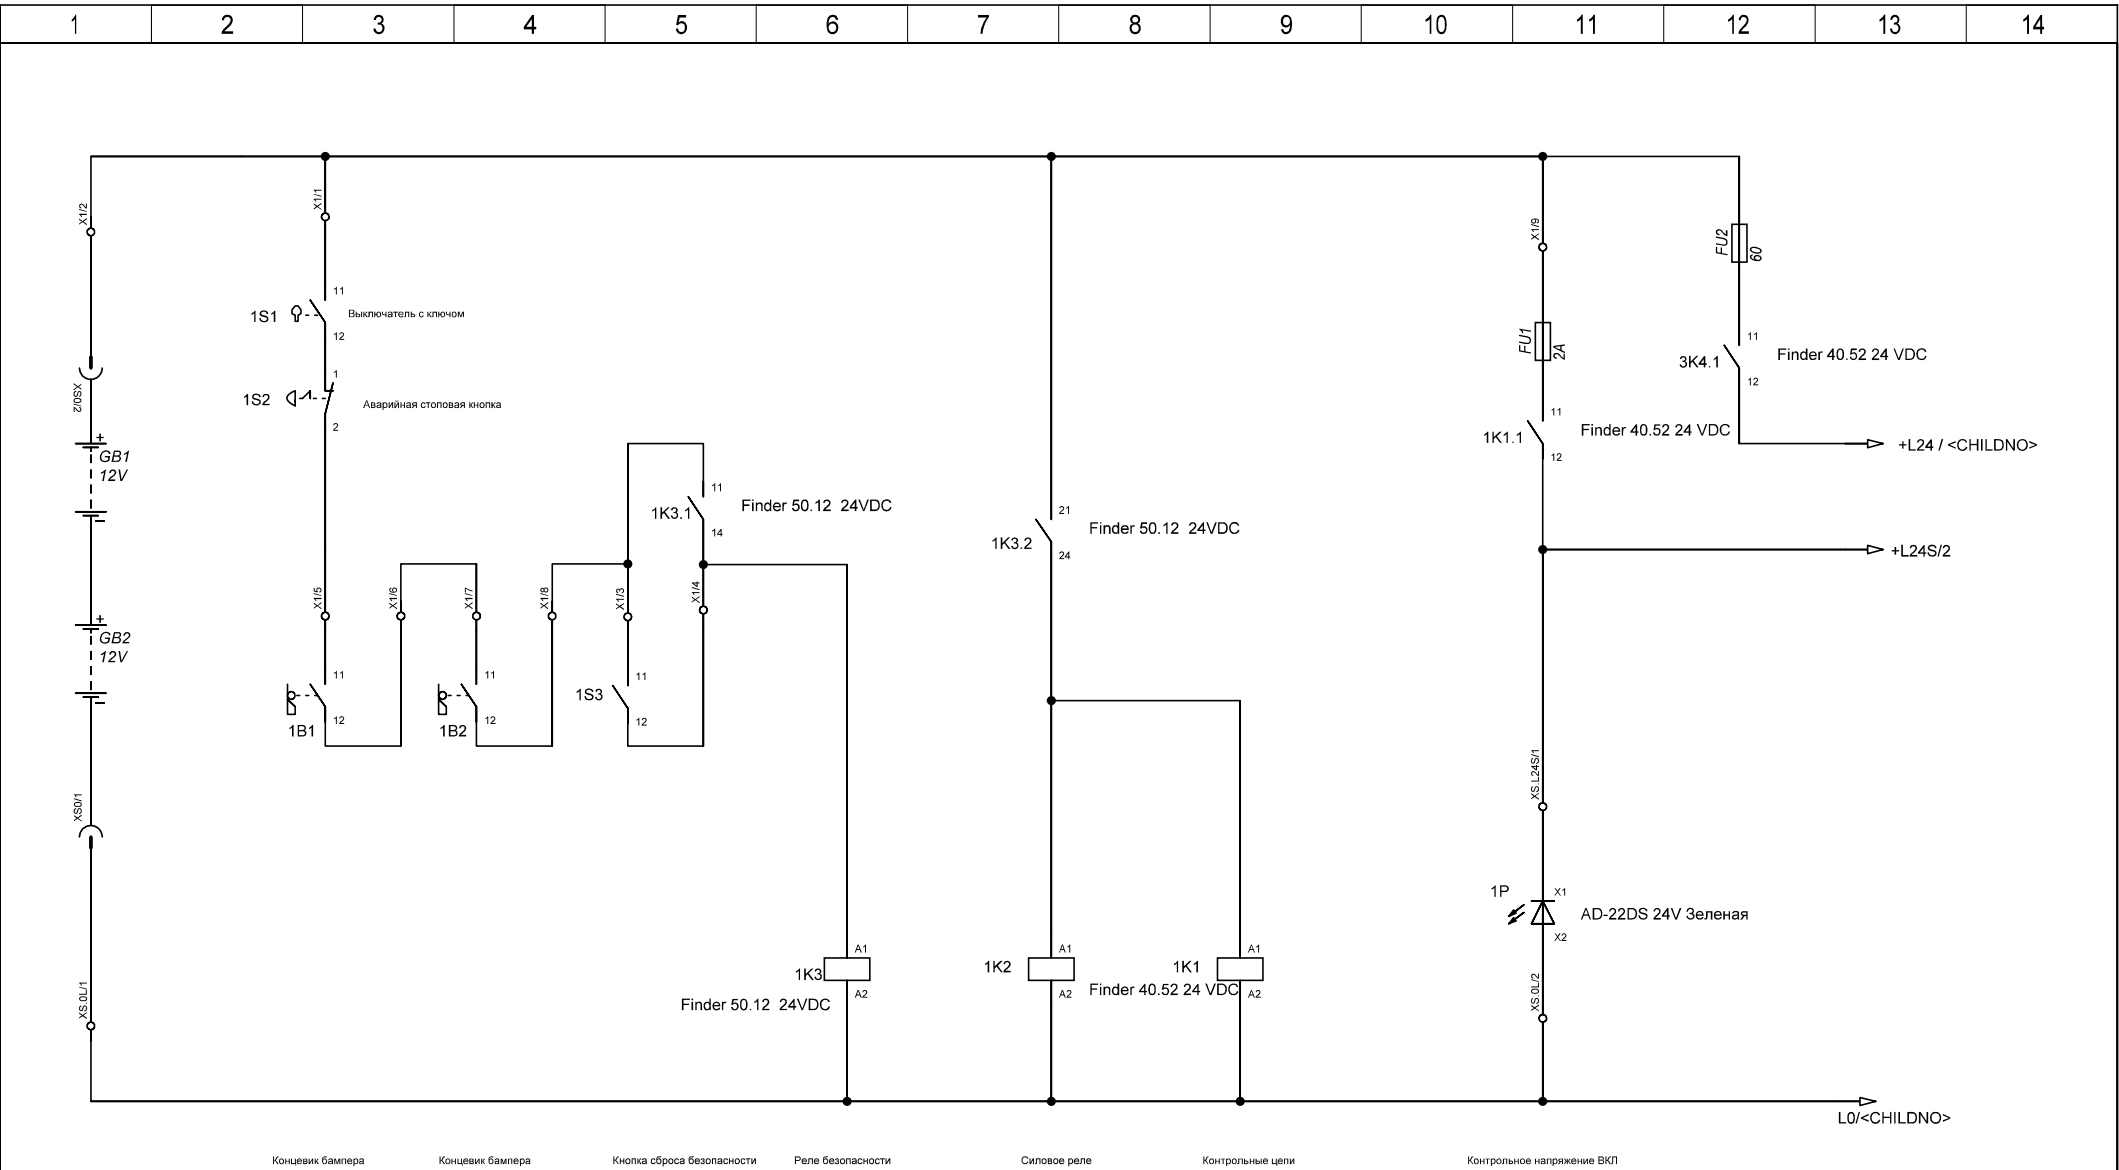 1 2 3 4 5 6 7 8 9 10 11 12 13 14
X1/2
XS0/2
+
GB1
12V
–
+
GB2
12V
–
XS0/1
XS.0L/1
X1/1
11
1S1
Выключатель с ключом
12
1
1S2
Аварийная стоповая кнопка
2
X1/5
X1/6
X1/7
X1/8
X1/3
X1/4
11
12
1B1
11
12
1B2
11
1S3
12
11
1K3.1
Finder 50.12 24VDC
14
A1
1K3
A2
Finder 50.12 24VDC
21
Finder 50.12 24VDC
1K3.2
24
A1
1K2
A2
Finder 40.52 24 VDC
A1
1K1
A2
X1/9
FU1
2A
11
Finder 40.52 24 VDC
1K1.1
12
FU2
60
11
Finder 40.52 24 VDC
3K4.1
12
+L24 / <CHILDNO>
+L24S/2
XS.L24S/1
1P
X1
AD-22DS 24V Зеленая
X2
XS.0L/2
L0/<CHILDNO>
Концевик бампера
Концевик бампера
Кнопка сброса безопасности
Реле безопасности
Силовое реле
Контрольные цепи
Контрольное напряжение ВКЛ